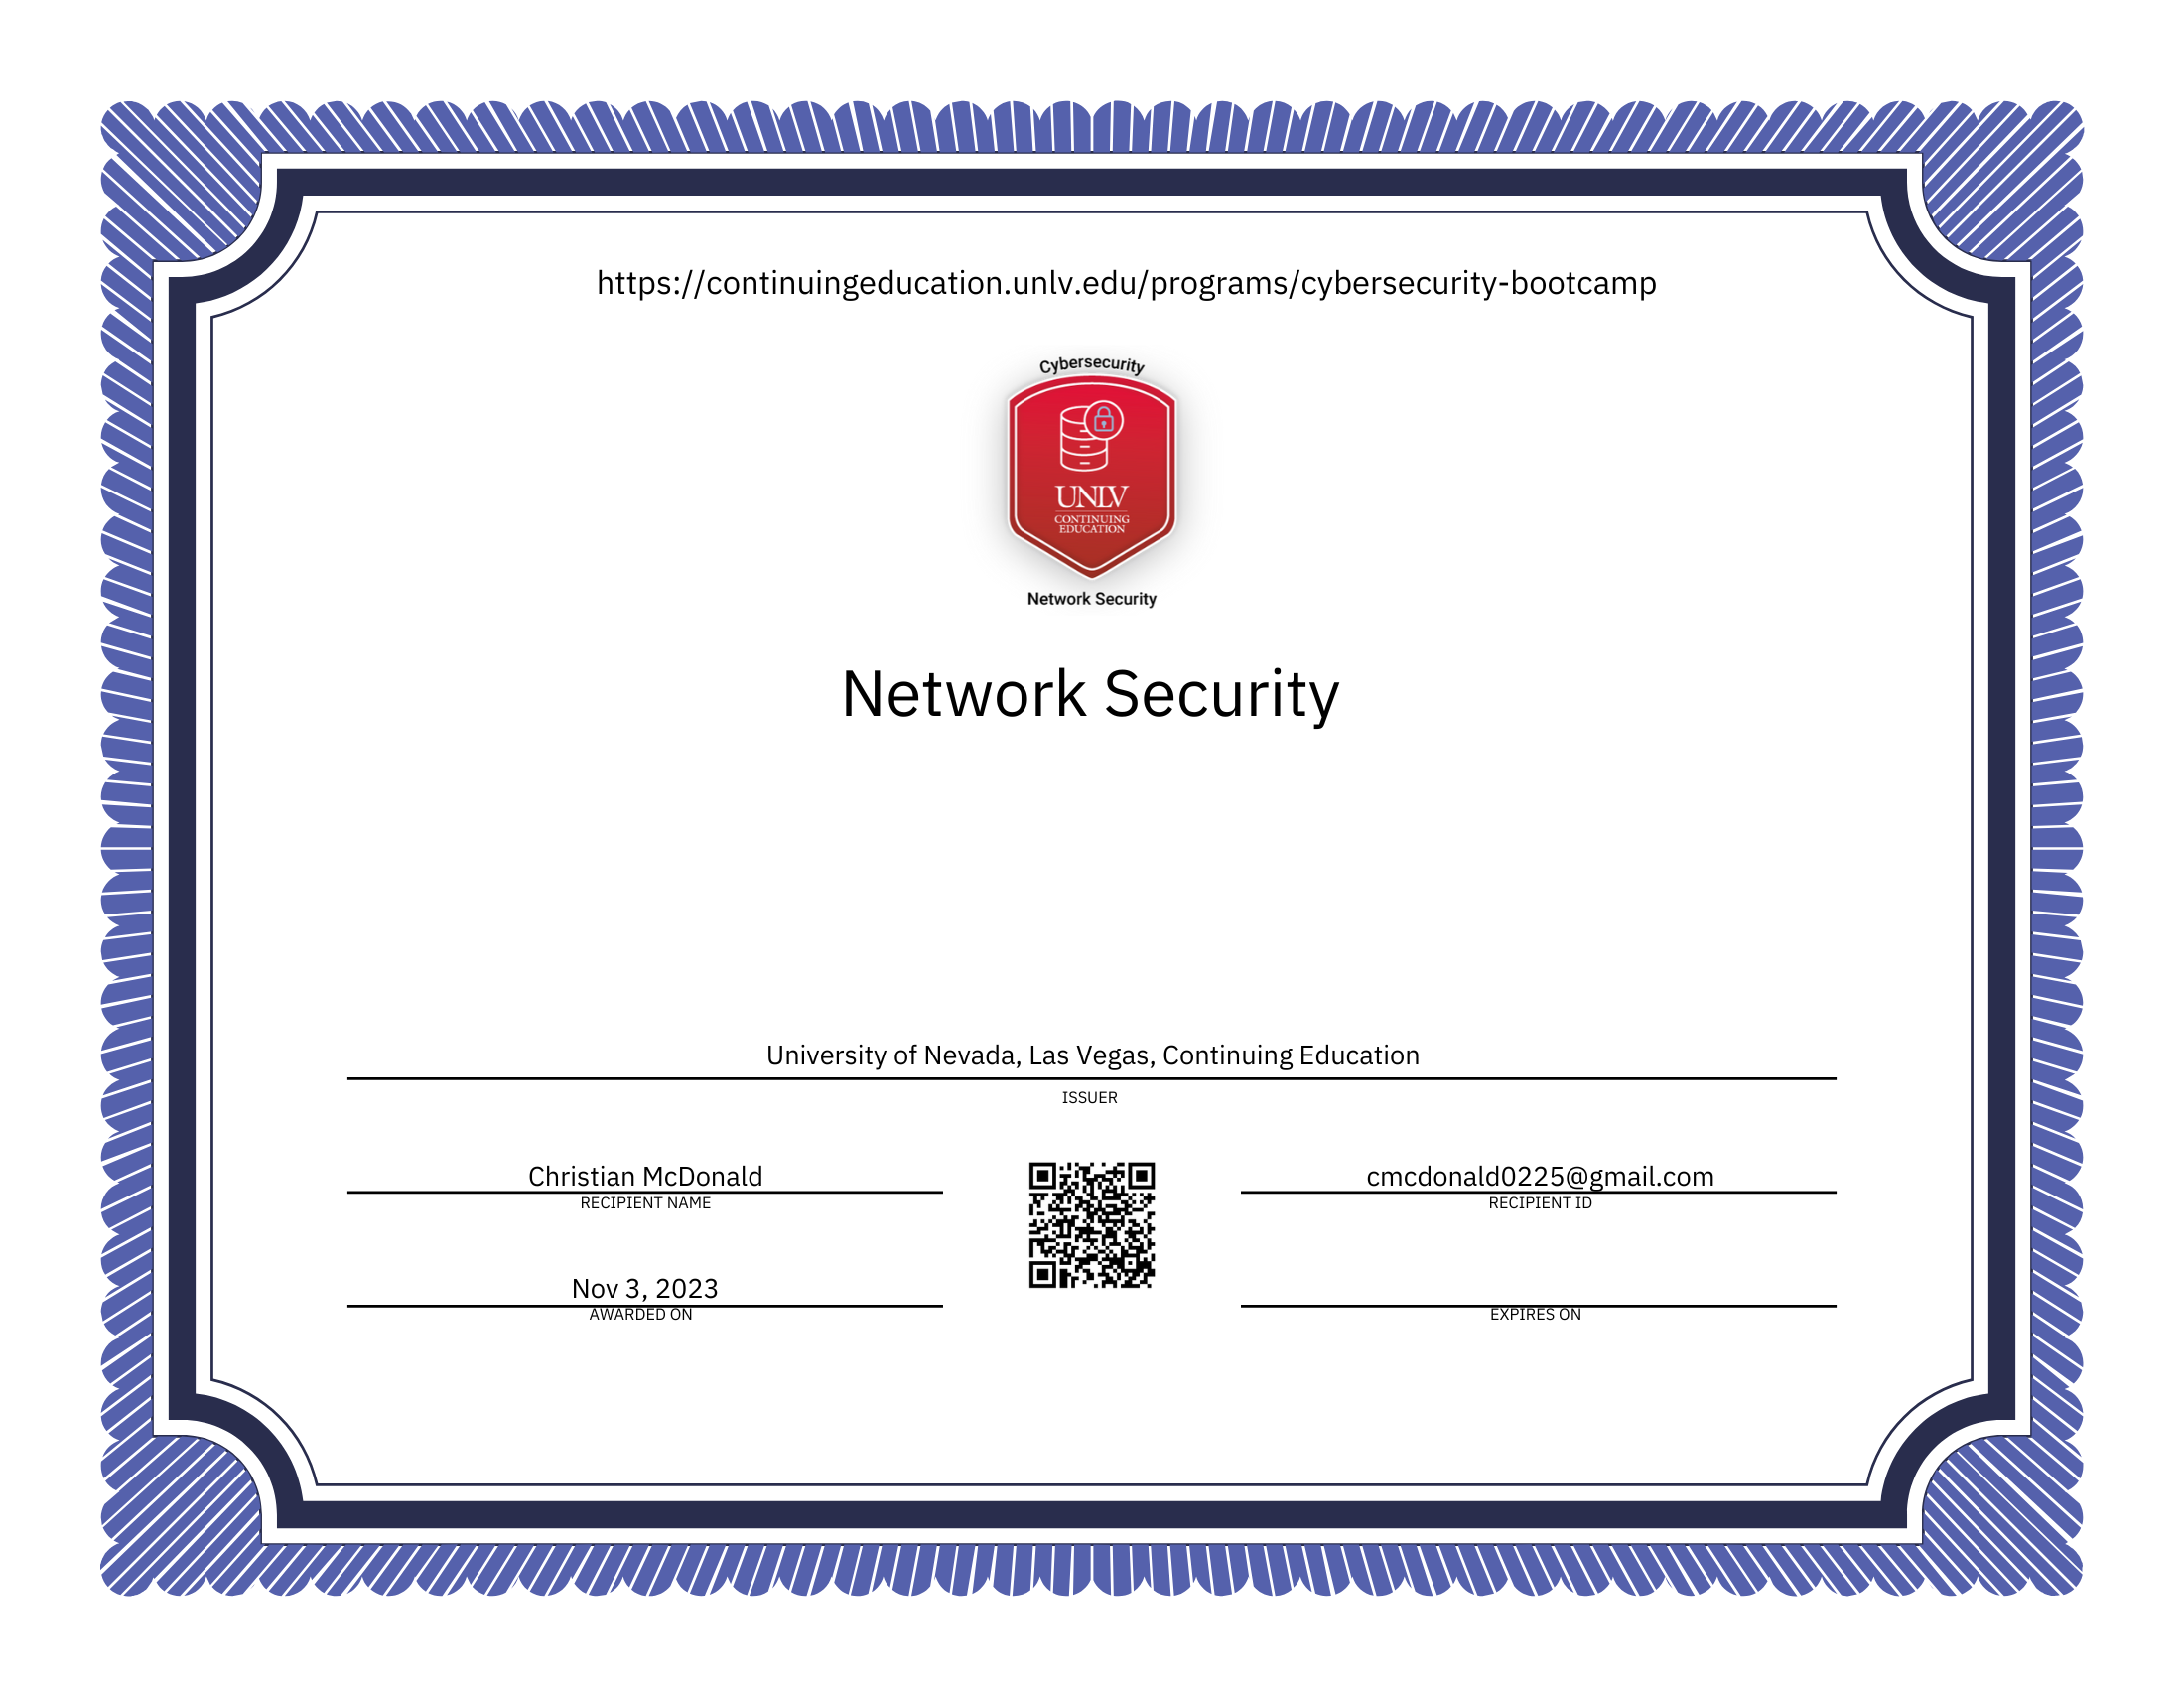 https://continuingeducation.unlv.edu/programs/cybersecurity-bootcamp
Cybersecurity
UNLV
CONTINUING
EDUCATION
Network Security
Network Security
University of Nevada, Las Vegas, Continuing Education
ISSUER
Christian McDonald
RECIPIENT NAME
cmcdonald0225@gmail.com
RECIPIENT ID
Nov 3, 2023
AWARDED ON
EXPIRES ON